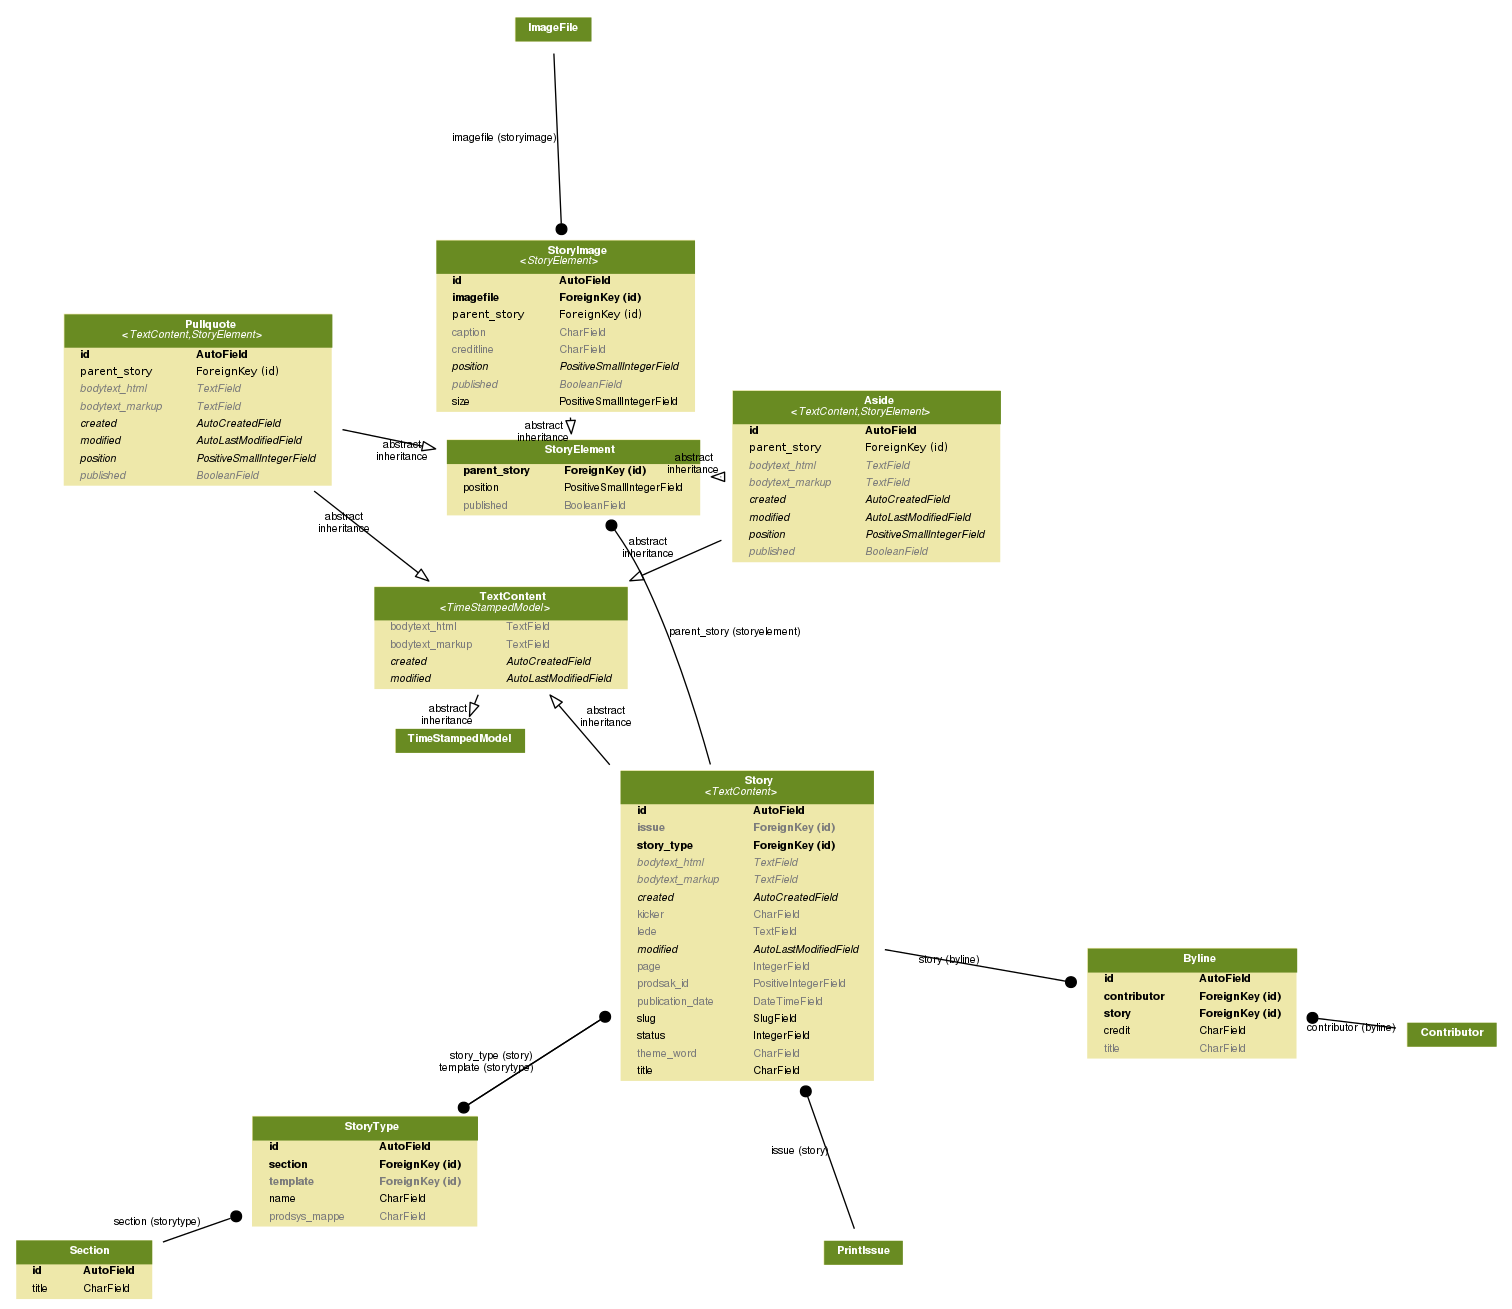 ImageFile
imagefile (storyimage)
StoryImage
<StoryElement>
id AutoField
imagefile ForeignKey (id)
parent_story ForeignKey (id)
caption CharField
creditline CharField
position PositiveSmallIntegerField
published BooleanField
size PositiveSmallIntegerField
Pullquote
<TextContent,StoryElement>
id AutoField
parent_story ForeignKey (id)
bodytext_html TextField
bodytext_markup TextField
created AutoCreatedField
modified AutoLastModifiedField
position PositiveSmallIntegerField
published BooleanField
Aside
<TextContent,StoryElement>
id AutoField
parent_story ForeignKey (id)
bodytext_html TextField
bodytext_markup TextField
created AutoCreatedField
modified AutoLastModifiedField
position PositiveSmallIntegerField
published BooleanField
abstract
inheritance
abstract
inheritance
abstract
inheritance
StoryElement
parent_story ForeignKey (id)
position PositiveSmallIntegerField
published BooleanField
abstract
inheritance
abstract
inheritance
TextContent
<TimeStampedModel>
bodytext_html TextField
bodytext_markup TextField
created AutoCreatedField
modified AutoLastModifiedField
parent_story (storyelement)
abstract
inheritance
abstract
inheritance
TimeStampedModel
Story
<TextContent>
id AutoField
issue ForeignKey (id)
story_type ForeignKey (id)
bodytext_html TextField
bodytext_markup TextField
created AutoCreatedField
kicker CharField
lede TextField
modified AutoLastModifiedField
page IntegerField
prodsak_id PositiveIntegerField
publication_date DateTimeField
slug SlugField
status IntegerField
theme_word CharField
title CharField
story (byline)
Byline
id AutoField
contributor ForeignKey (id)
story ForeignKey (id)
credit CharField
title CharField
contributor (byline)
Contributor
story_type (story)
template (storytype)
StoryType
id AutoField
section ForeignKey (id)
template ForeignKey (id)
name CharField
prodsys_mappe CharField
issue (story)
PrintIssue
section (storytype)
Section
id AutoField
title CharField